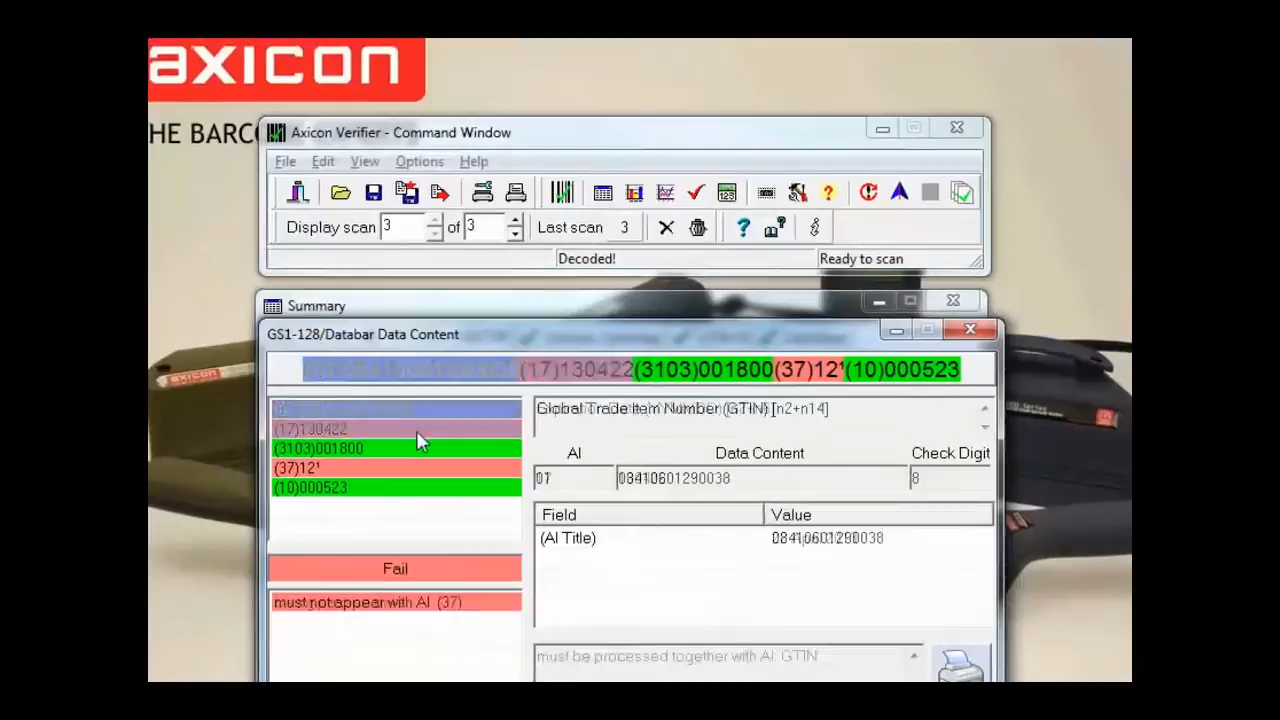 axicon
HE BARCO
Axicon Verifier - Command Window
File Edit View Options Help
Display scan 3 of 3 Last scan 3
Decoded! Ready to scan
Summary
GS1-128/Databar Data Content
(17)130422(3103)001800(37)12'(10)000523
(17)130422
(3103)001800
(37)12'
(10)000523
Global Trade Item Number (GTIN) [n2+n14]
AI Data Content Check Digit
8
Field Value
(AI Title)
Fail
must not appear with AI (37)
must be processed together with AI: GTIN